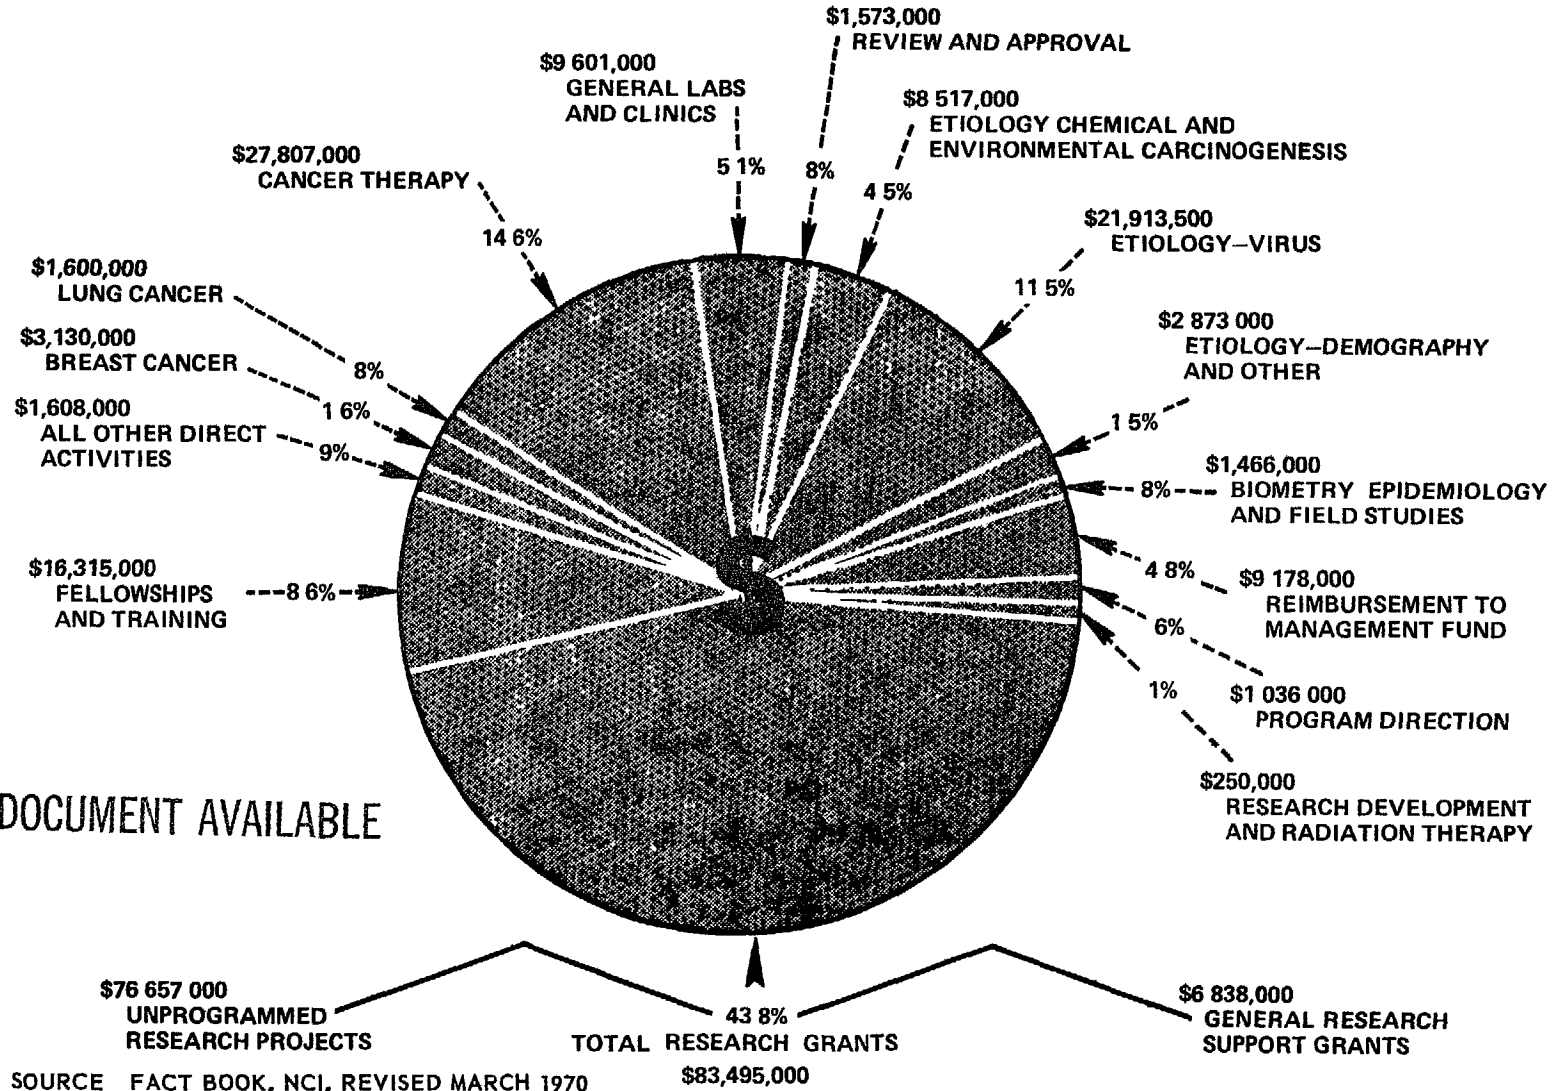 $1,573,000
REVIEW AND APPROVAL
8%
$9 601,000
GENERAL LABS
AND CLINICS
5 1%
$8 517,000
ETIOLOGY CHEMICAL AND
ENVIRONMENTAL CARCINOGENESIS
4 5%
$27,807,000
CANCER THERAPY
14 6%
$21,913,500
ETIOLOGY–VIRUS
11 5%
$1,600,000
LUNG CANCER
8%
$2 873 000
ETIOLOGY–DEMOGRAPHY
AND OTHER
1 5%
$3,130,000
BREAST CANCER
1 6%
$1,608,000
ALL OTHER DIRECT
ACTIVITIES
9%
$1,466,000
BIOMETRY EPIDEMIOLOGY
AND FIELD STUDIES
8%
$16,315,000
FELLOWSHIPS
AND TRAINING
8 6%
$9 178,000
REIMBURSEMENT TO
MANAGEMENT FUND
4 8%
$1 036 000
PROGRAM DIRECTION
6%
$250,000
RESEARCH DEVELOPMENT
AND RADIATION THERAPY
1%
DOCUMENT AVAILABLE
$76 657 000
UNPROGRAMMED
RESEARCH PROJECTS
43 8%
TOTAL RESEARCH GRANTS
$83,495,000
$6 838,000
GENERAL RESEARCH
SUPPORT GRANTS
SOURCE FACT BOOK, NCI, REVISED MARCH 1970